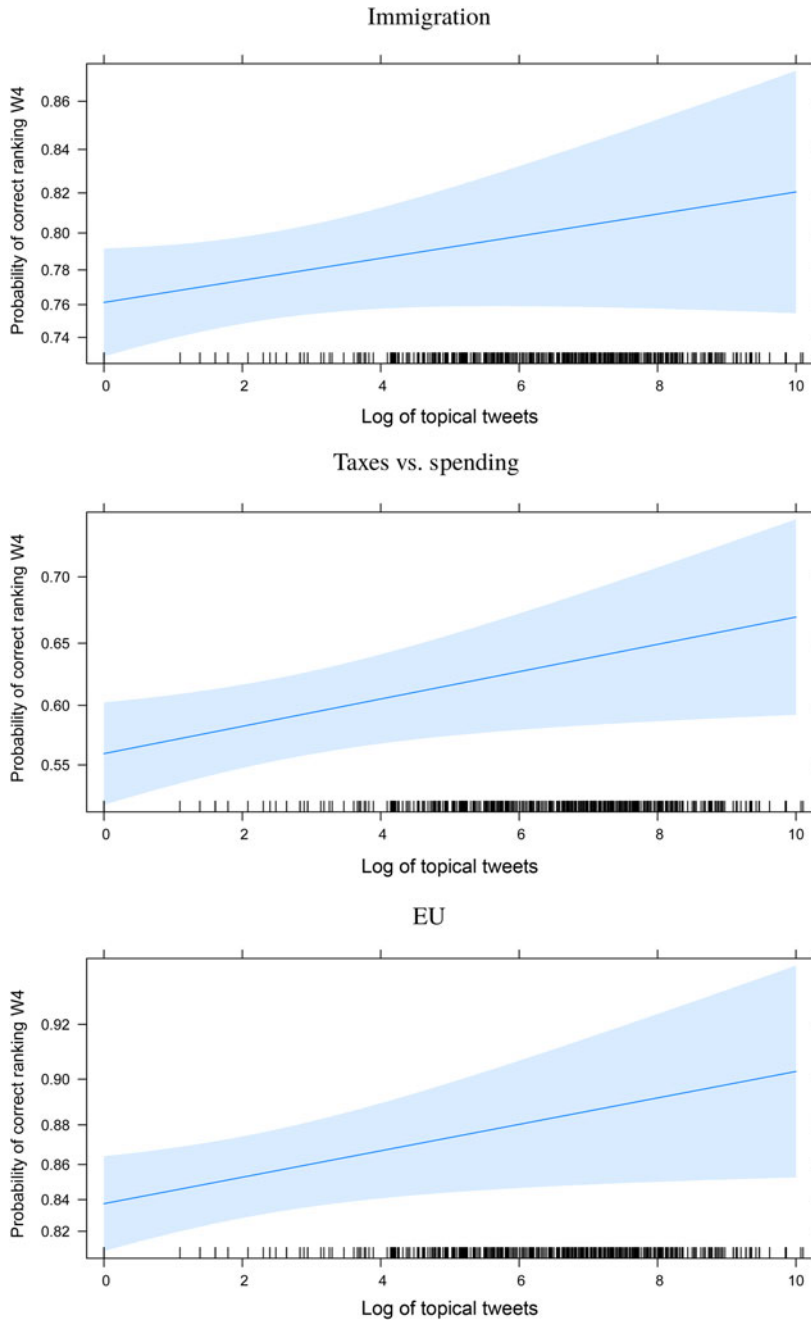 Immigration
Probability of correct ranking W4
0.86
0.84
0.82
0.80
0.78
0.76
0.74
0 2 4 6 8 10
Log of topical tweets
Taxes vs. spending
Probability of correct ranking W4
0.70
0.65
0.60
0.55
0 2 4 6 8 10
Log of topical tweets
EU
Probability of correct ranking W4
0.92
0.90
0.88
0.86
0.84
0.82
0 2 4 6 8 10
Log of topical tweets